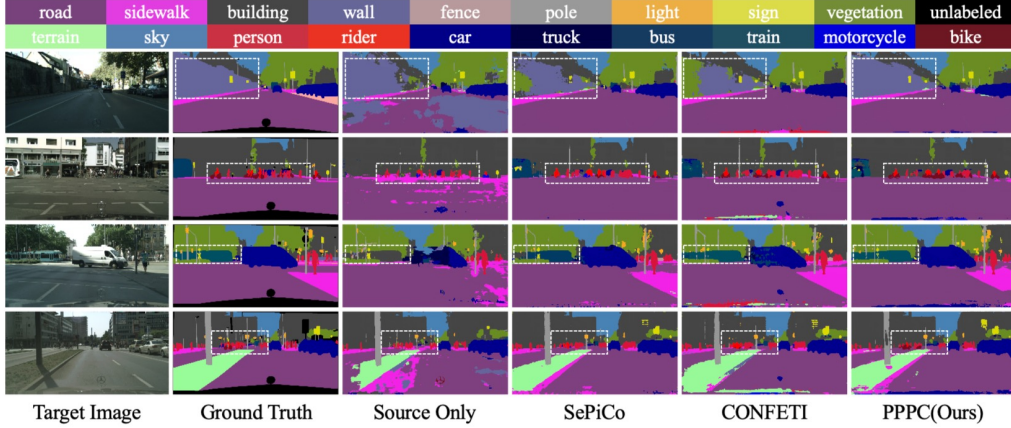 road sidewalk building wall fence pole light sign vegetation unlabeled
terrain sky person rider car truck bus train motorcycle bike
Target Image Ground Truth Source Only SePiCo CONFETI PPPC(Ours)